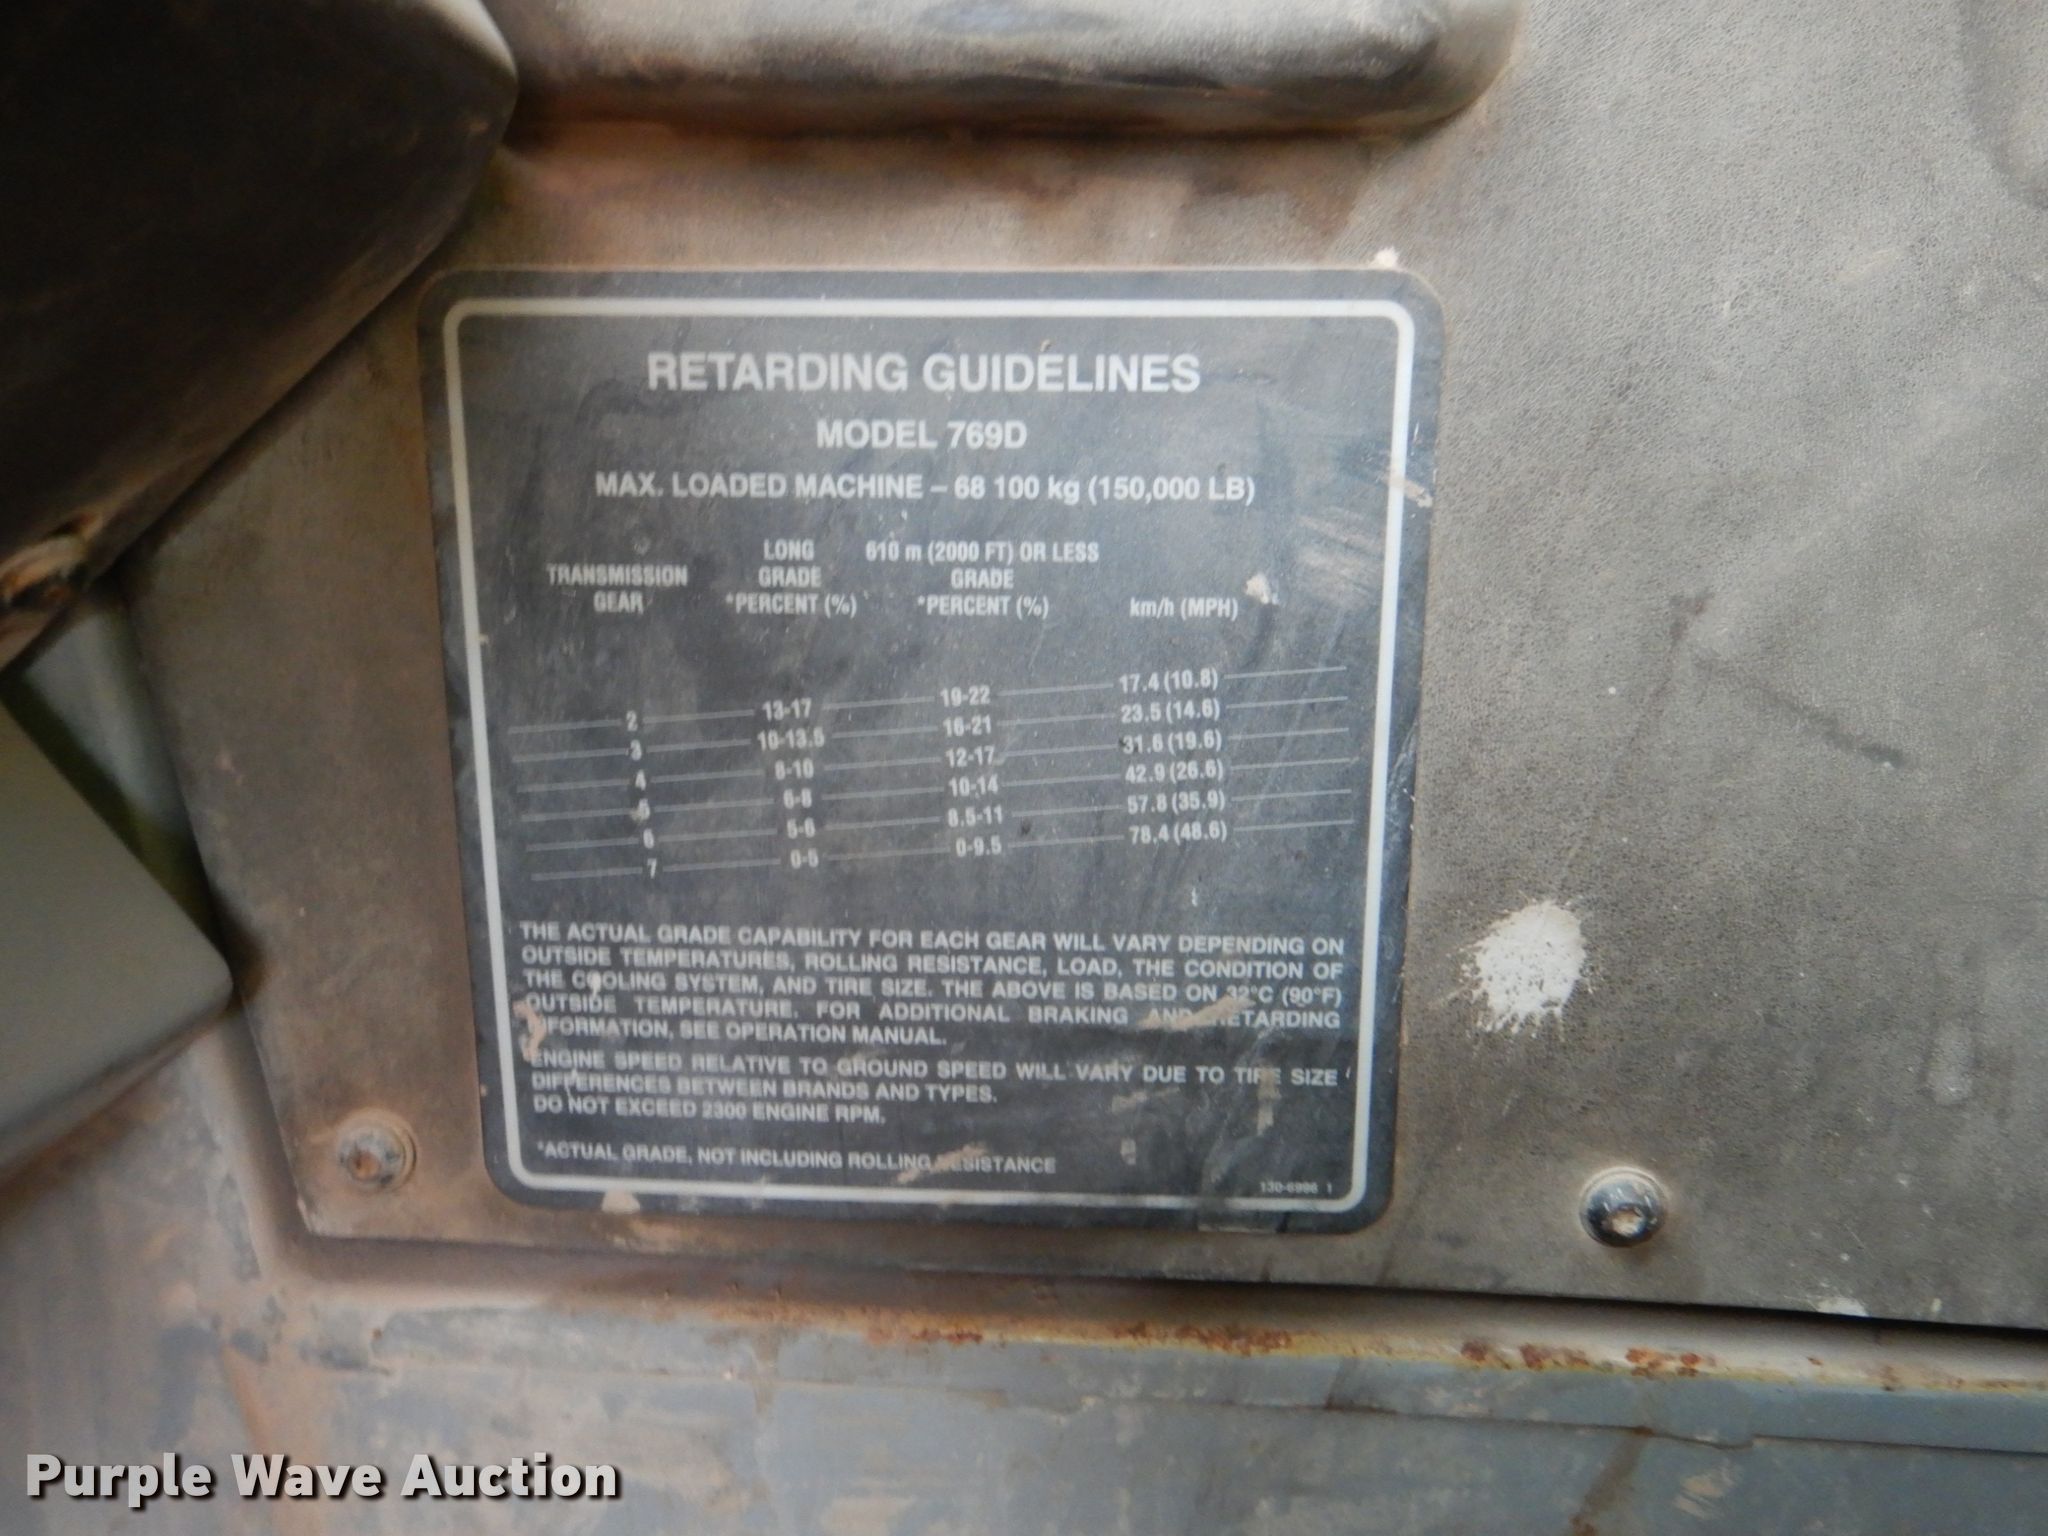 RETARDING GUIDELINES
MODEL 769D
MAX. LOADED MACHINE – 68 100 kg (150,000 LB)
TRANSMISSION GEAR LONG GRADE *PERCENT (%) 610 m (2000 FT) OR LESS GRADE *PERCENT (%) km/h (MPH)
2 13-17 19-22 17.4 (10.8)
3 10-13.5 16-21 23.5 (14.6)
4 8-10 12-17 31.6 (19.6)
5 6-8 10-14 42.9 (26.6)
6 5-6 8.5-11 57.8 (35.9)
7 0-5 0-9.5 78.4 (48.6)
THE ACTUAL GRADE CAPABILITY FOR EACH GEAR WILL VARY DEPENDING ON
OUTSIDE TEMPERATURES, ROLLING RESISTANCE, LOAD, THE CONDITION OF
THE COOLING SYSTEM, AND TIRE SIZE. THE ABOVE IS BASED ON 32°C (90°F)
OUTSIDE TEMPERATURE. FOR ADDITIONAL BRAKING AND RETARDING
INFORMATION, SEE OPERATION MANUAL.
ENGINE SPEED RELATIVE TO GROUND SPEED WILL VARY DUE TO TIRE SIZE
DIFFERENCES BETWEEN BRANDS AND TYPES.
DO NOT EXCEED 2300 ENGINE RPM.
*ACTUAL GRADE, NOT INCLUDING ROLLING RESISTANCE
130-6996 1
Purple Wave Auction